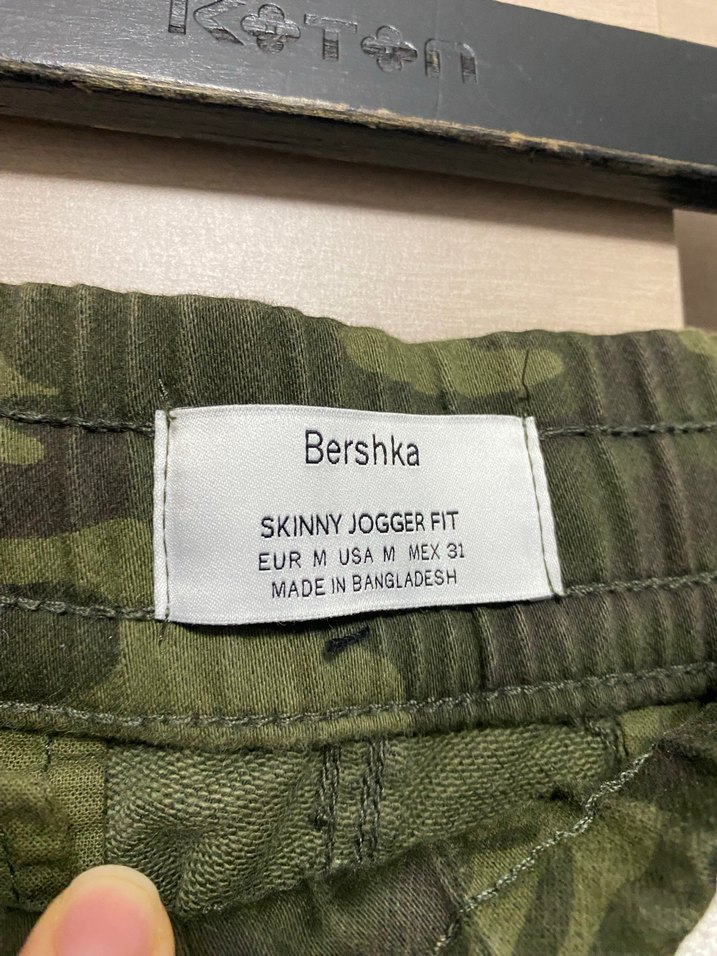 KOTON
Bershka
SKINNY JOGGER FIT
EUR M USA M MEX 31
MADE IN BANGLADESH